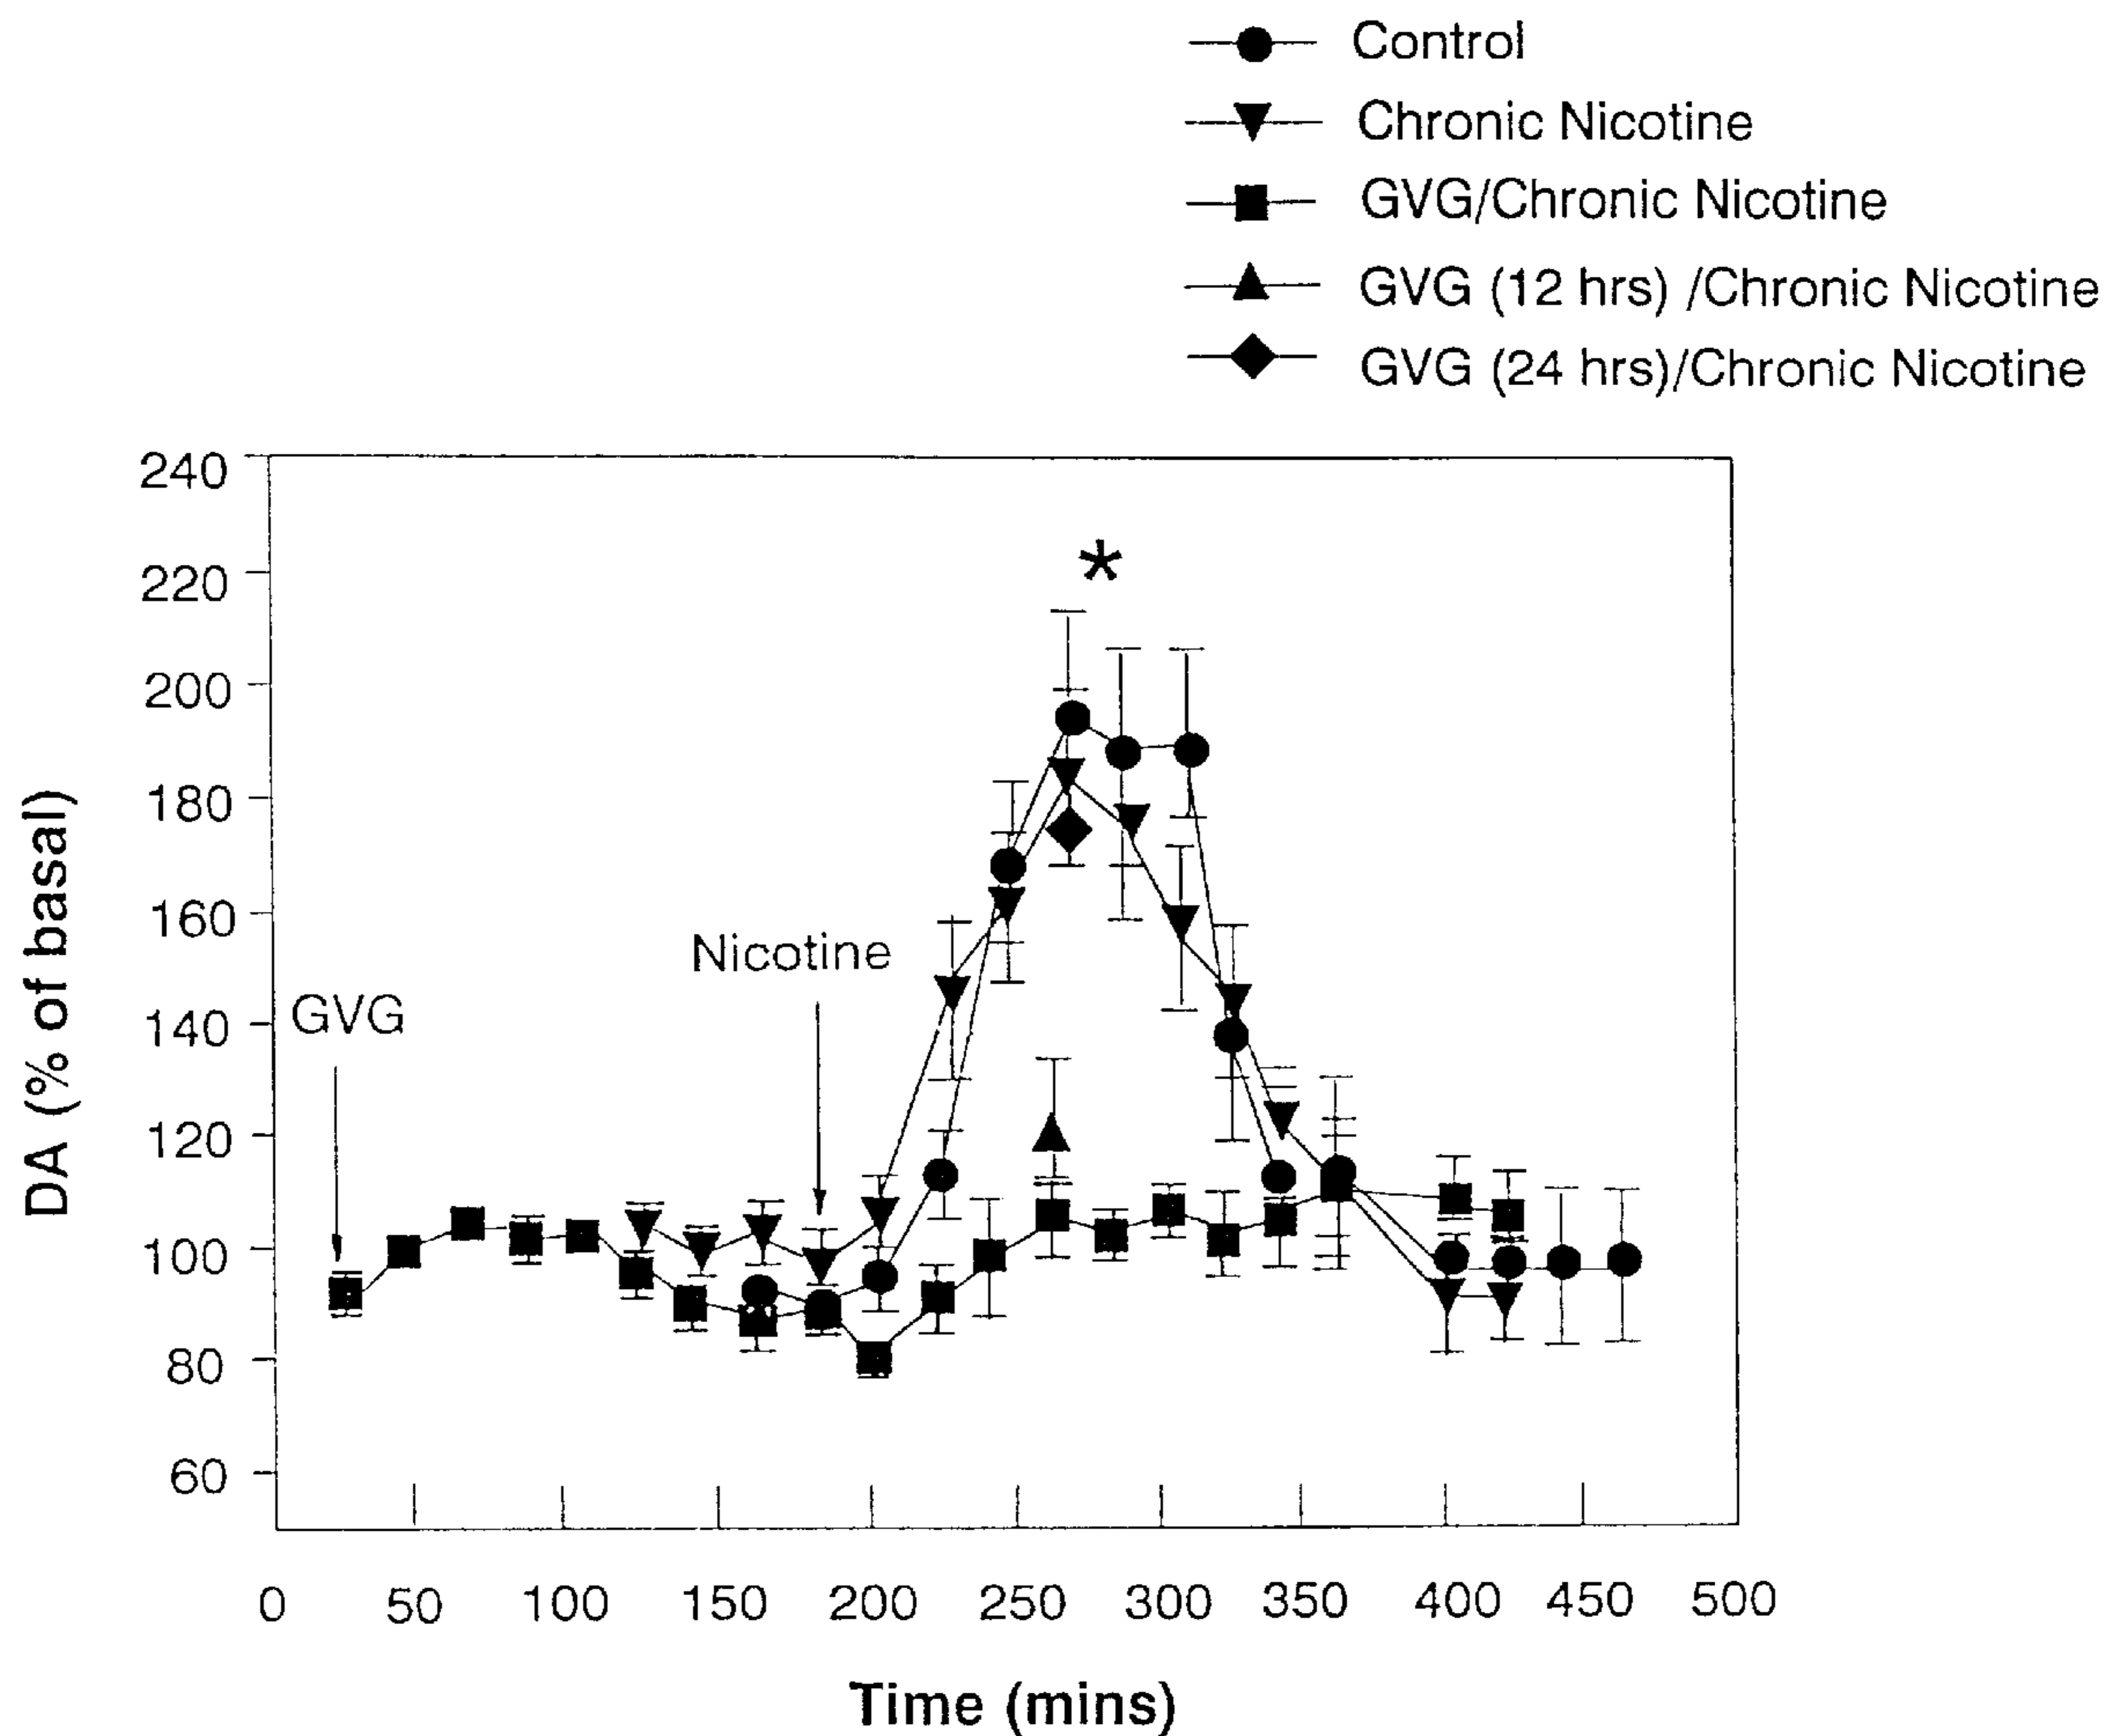 Control
Chronic Nicotine
GVG/Chronic Nicotine
GVG (12 hrs) /Chronic Nicotine
GVG (24 hrs)/Chronic Nicotine
240
220
*
200
180
160
Nicotine
140
GVG
120
100
80
60
DA (% of basal)
0 50 100 150 200 250 300 350 400 450 500
Time (mins)